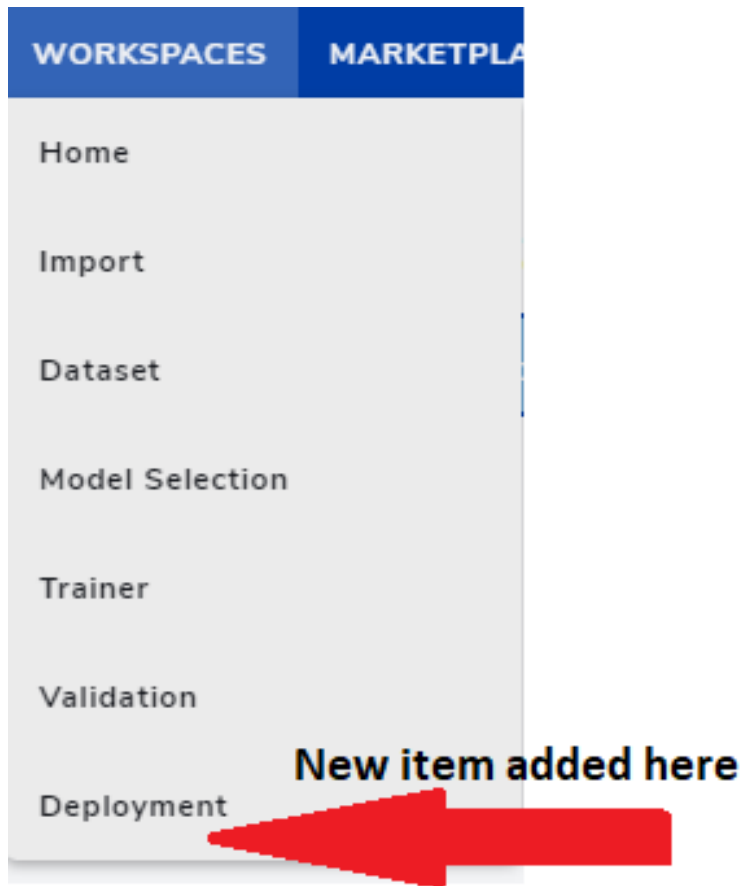 WORKSPACES MARKETPLA
Home
Import
Dataset
Model Selection
Trainer
Validation
New item added here
Deployment